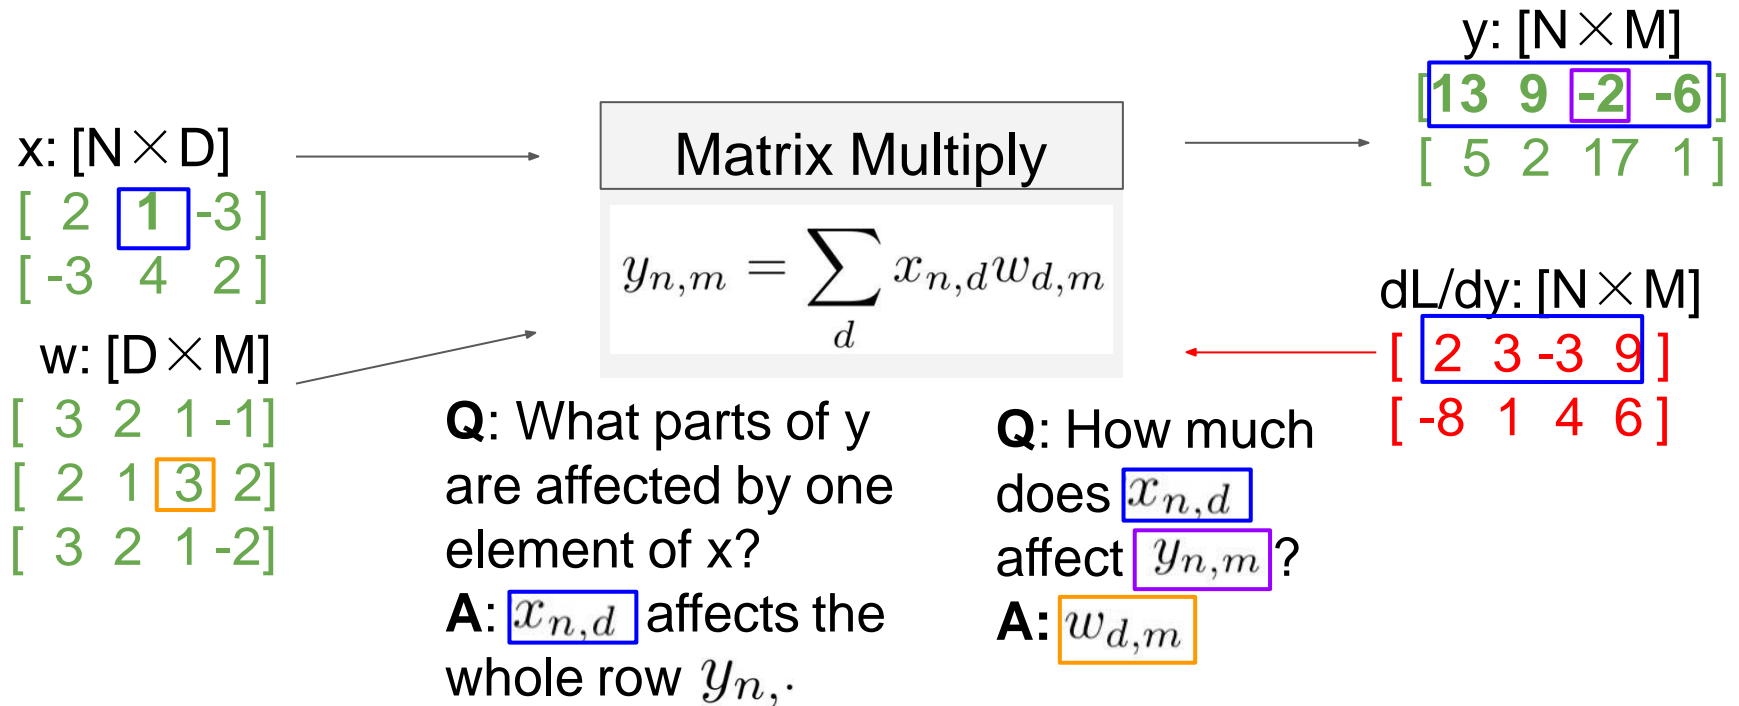 x: [N×D]
[ 2 1 -3 ]
[ -3 4 2 ]
w: [D×M]
[ 3 2 1 -1]
[ 2 1 3 2]
[ 3 2 1 -2]
Matrix Multiply
y_{n,m} = \sum_{d} x_{n,d} w_{d,m}
Q: What parts of y
are affected by one
element of x?
A: x_{n,d} affects the
whole row y_{n,·}
Q: How much
does x_{n,d}
affect y_{n,m} ?
A: w_{d,m}
y: [N×M]
[13 9 -2 -6 ]
[ 5 2 17 1 ]
dL/dy: [N×M]
[ 2 3 -3 9 ]
[ -8 1 4 6 ]